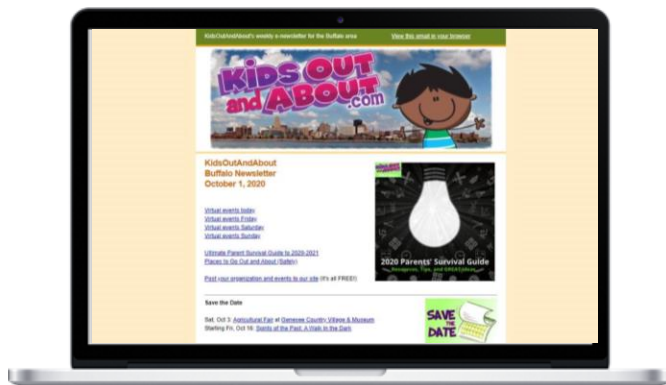 KidsOutAndAbout's weekly e-newsletter for the Buffalo area
View this email in your browser
KIDS OUT
and ABOUT
.com
KidsOutAndAbout
Buffalo Newsletter
October 1, 2020
Virtual events today
Virtual events Friday
Virtual events Saturday
Virtual events Sunday
Ultimate Parent Survival Guide to 2020-2021
Places to Go Out and About (Safely)
Post your organization and events to our site (It's all FREE!)
KIDS OUT
2020 Parents' Survival Guide
Resources, Tips, and GREAT Ideas
Save the Date
Sat, Oct 3: Agricultural Fair at Genesee Country Village & Museum
Starting Fri, Oct 16: Spirits of the Past: A Walk in the Dark
SAVE
THE
DATE